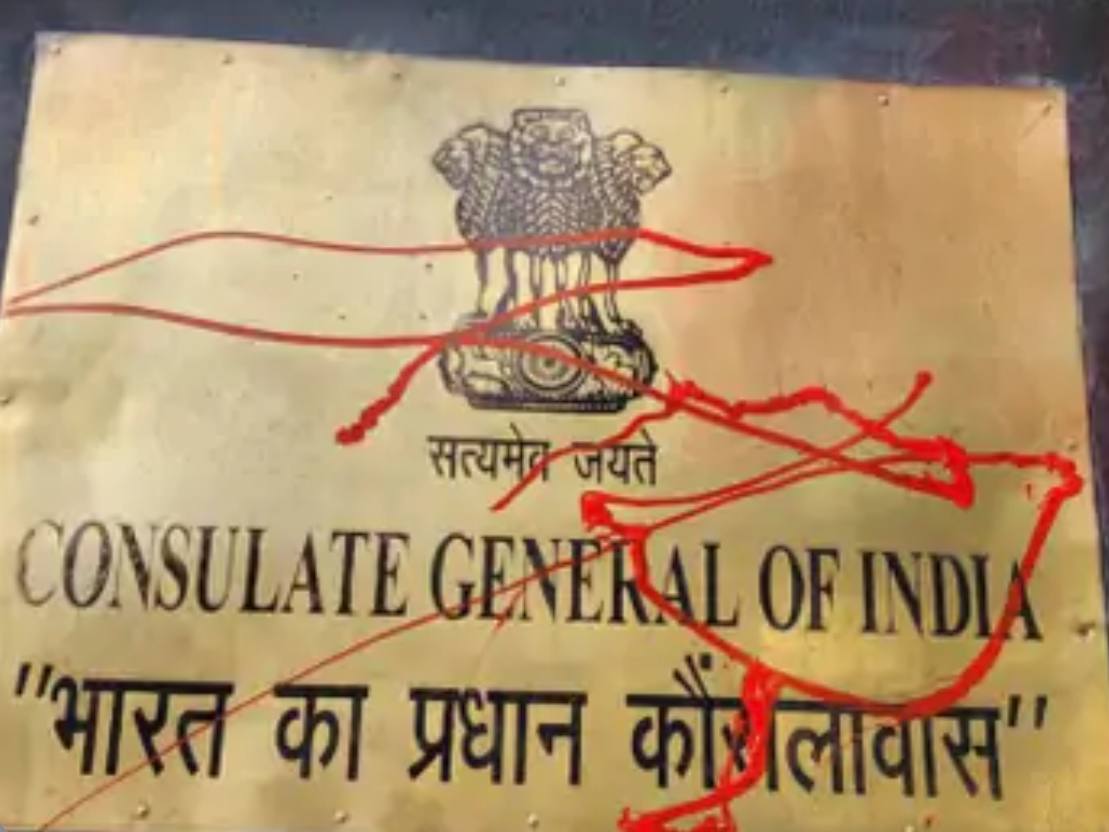 सत्यमेव जयते
CONSULATE GENERAL OF INDIA
"भारत का प्रधान कौंसलावास"